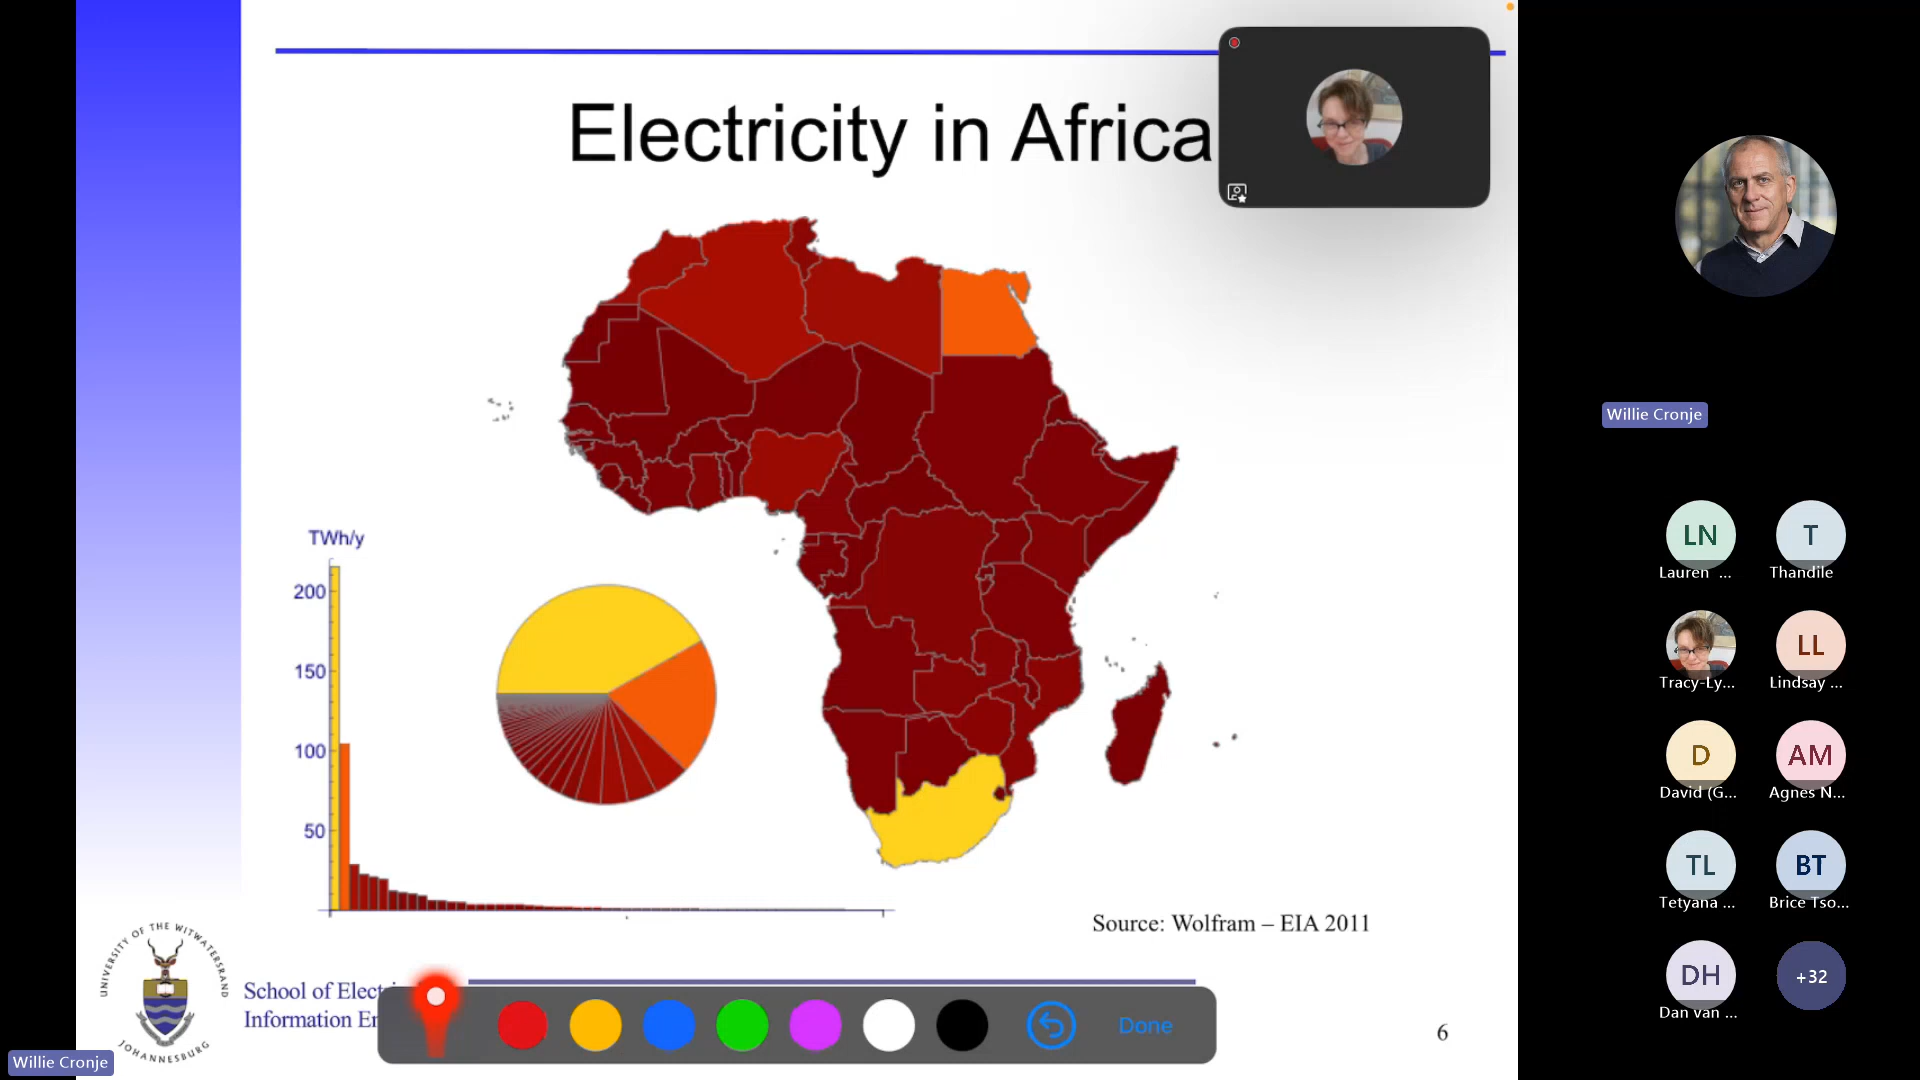 Electricity in Africa
TWh/y
200
150
100
50
Source: Wolfram – EIA 2011
UNIVERSITY OF THE WITWATERSRAND
JOHANNESBURG
School of Elect
Information En
Done
6
Willie Cronje
Willie Cronje
LN
T
Lauren ...
Thandile
LL
Tracy-Ly...
Lindsay ...
D
AM
David (G...
Agnes N...
TL
BT
Tetyana ...
Brice Tso...
DH
+32
Dan van ...